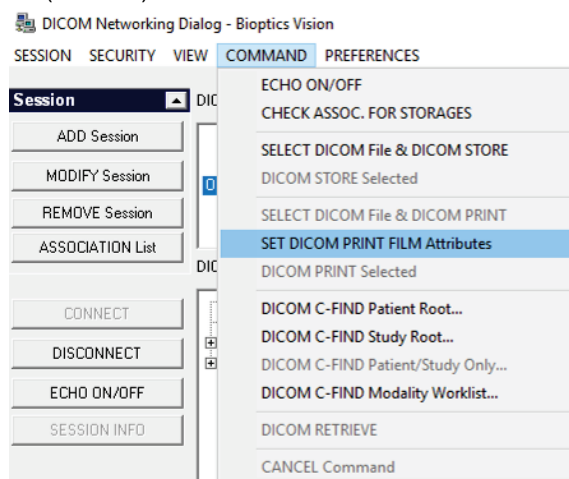 DICOM Networking Dialog - Bioptics Vision
SESSION SECURITY VIEW COMMAND PREFERENCES
Session
DIC
ADD Session
MODIFY Session
REMOVE Session
ASSOCIATION List
DIC
CONNECT
DISCONNECT
ECHO ON/OFF
SESSION INFO
ECHO ON/OFF
CHECK ASSOC. FOR STORAGES
SELECT DICOM File & DICOM STORE
DICOM STORE Selected
SELECT DICOM File & DICOM PRINT
SET DICOM PRINT FILM Attributes
DICOM PRINT Selected
DICOM C-FIND Patient Root...
DICOM C-FIND Study Root...
DICOM C-FIND Patient/Study Only...
DICOM C-FIND Modality Worklist...
DICOM RETRIEVE
CANCEL Command